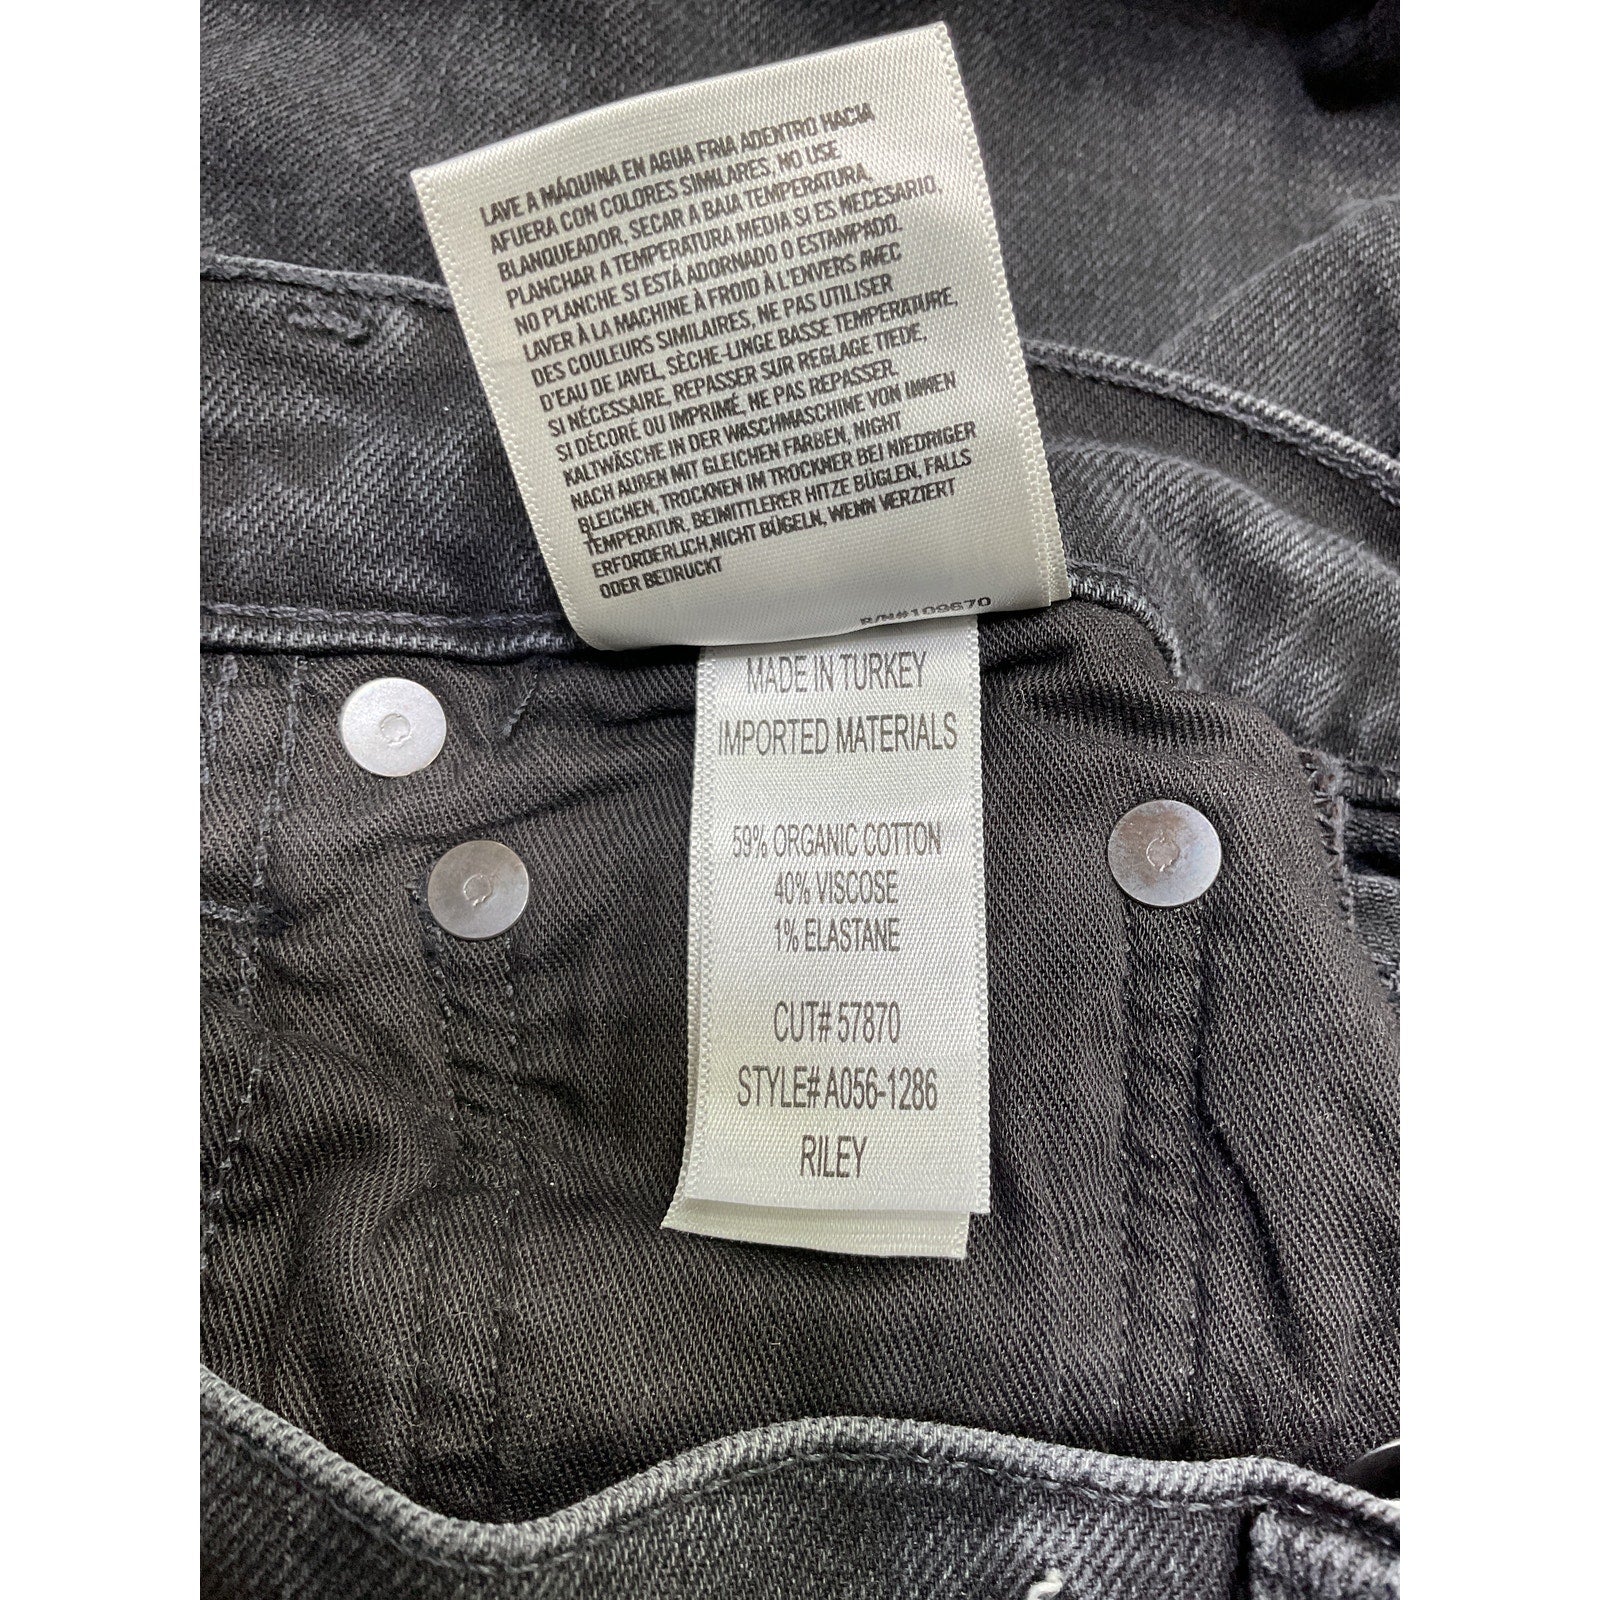 LAVE A MÁQUINA EN AGUA FRIA ADENTRO HACIA
AFUERA CON COLORES SIMILARES, NO USE
BLANQUEADOR, SECAR A BAJA TEMPERATURA,
PLANCHAR A TEMPERATURA MEDIA SI ES NECESARIO,
NO PLANCHE SI ESTÁ ADORNADO O ESTAMPADO.
LAVER À LA MACHINE À FROID À L'ENVERS AVEC
DES COULEURS SIMILAIRES, NE PAS UTILISER
D'EAU DE JAVEL, SÈCHE-LINGE BASSE TEMPERATURE,
SI NÉCESSAIRE, REPASSER SUR REGLAGE TIEDE,
SI DÉCORÉ OU IMPRIMÉ, NE PAS REPASSER.
KALTWÄSCHE IN DER WASCHMASCHINE VON INNEN
NACH AUßEN MIT GLEICHEN FARBEN, NIGHT
BLEICHEN, TROCKNEN IM TROCKNER BEI NIEDRIGER
TEMPERATUR, BEIMITTLERER HITZE BÜGLEN, FALLS
ERFORDERLICH,NICHT BÜGELN, WENN VERZIERT
ODER BEDRUCKT
R/N#109670
MADE IN TURKEY
IMPORTED MATERIALS
59% ORGANIC COTTON
40% VISCOSE
1% ELASTANE
CUT# 57870
STYLE# A056-1286
RILEY